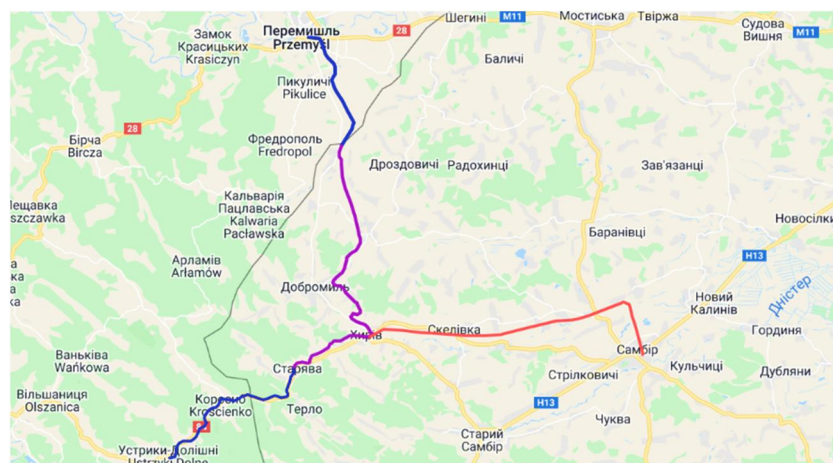 Шегині
M11
Мостиська
Твіржа
Судова
Вишня
M11
Замок
Красицьких
Krasiczyn
Перемишль
Przemyśl
28
Баличі
Пикуличі
Pikulice
28
Бірча
Bircza
Фредрополь
Fredropol
Дроздовичі
Радохинці
Зав'язанці
Кальварія
Пацлавська
Kalwaria
Pacławska
Новосілки
Баранівці
H13
Арламів
Arłamów
Добромиль
Новий
Калинів
Дністер
Хирів
Скелівка
Гординя
Ваньківа
Wańkowa
Старява
Самбір
Стрілковичі
Кульчиці
Дубляни
Вільшаниця
Olszanica
Kroscienko
Терло
H13
Чуква
Старий
Самбір
Устрики-Долішні
Ustrzyki Dolne